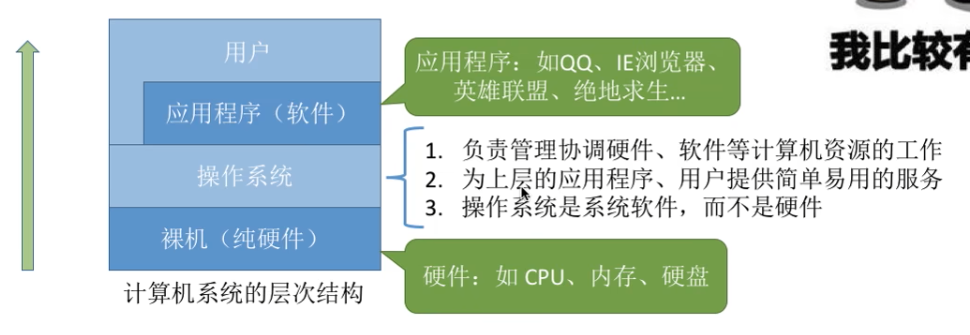 用户
应用程序（软件）
操作系统
裸机（纯硬件）
计算机系统的层次结构
应用程序：如QQ、IE浏览器、
英雄联盟、绝地求生...
1. 负责管理协调硬件、软件等计算机资源的工作
2. 为上层的应用程序、用户提供简单易用的服务
3. 操作系统是系统软件，而不是硬件
硬件：如 CPU、内存、硬盘
我比较有